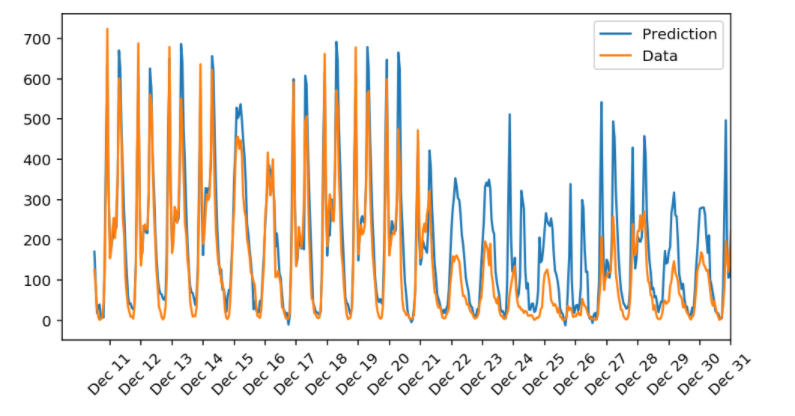 700
600
500
400
300
200
100
0
Prediction
Data
Dec 11
Dec 12
Dec 13
Dec 14
Dec 15
Dec 16
Dec 17
Dec 18
Dec 19
Dec 20
Dec 21
Dec 22
Dec 23
Dec 24
Dec 25
Dec 26
Dec 27
Dec 28
Dec 29
Dec 30
Dec 31